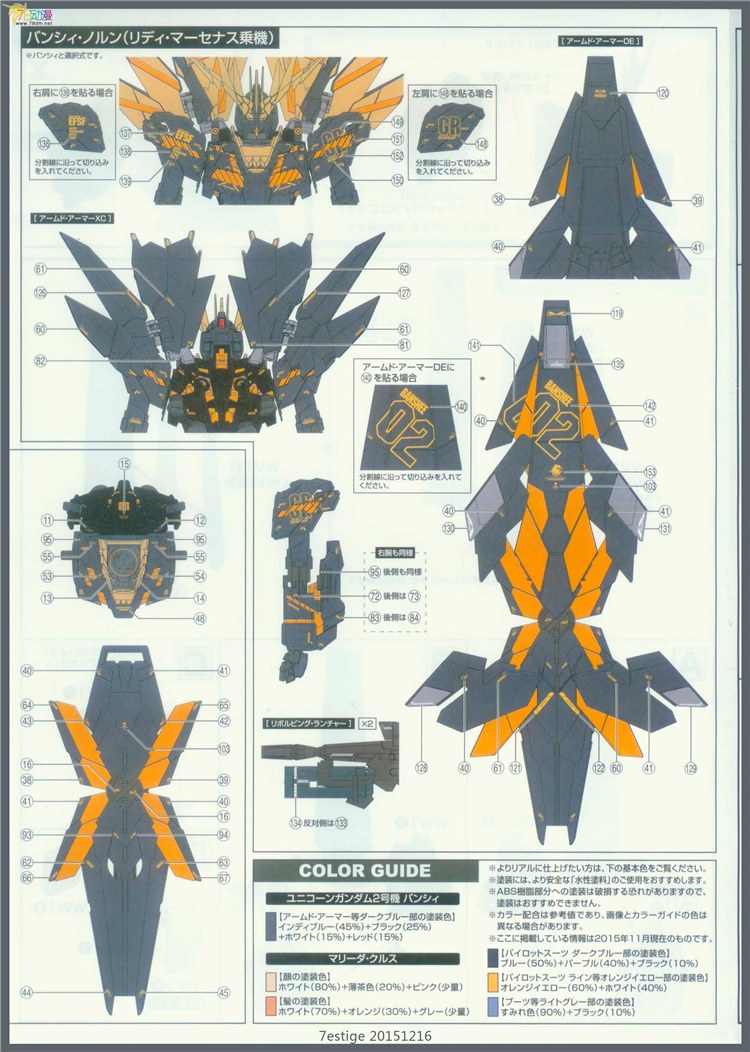 78玩动漫
www.78dm.net
バンシィ・ノルン(リディ・マーセナス乗機)
※バンシィと選択式です。
[アームド・アーマーDE]
右肩に136を貼る場合
EFSF
136
分割線に沿って切り込み
を入れてください。
137
138
139
EFSF
GR
149
151
152
150
左肩に148を貼る場合
GR
148
分割線に沿って切り込み
を入れてください。
120
38
39
40
41
[アームド・アーマーXC]
61
126
60
82
60
127
61
81
119
135
141
142
40
41
BANSHEE
02
アームド・アーマーDEに
140を貼る場合
BANSHEE
02
140
分割線に沿って切り込みを入れて
ください。
153
103
40
130
41
131
15
11
12
95
95
55
55
53
54
13
14
48
GR
右腕も同様
95 後側も同様
72 後側は73
83 後側は84
40
41
64
65
43
42
103
16
38
39
41
40
16
93
94
62
63
66
67
44
45
128
40
61
121
122
60
41
129
[リボルビング・ランチャー] ×2
134 反対側は133
COLOR GUIDE
ユニコーンガンダム2号機 バンシィ
【アームド・アーマー等ダークブルー部の塗装色】
インディブルー(45%)+ブラック(25%)
+ホワイト(15%)+レッド(15%)
マリーダ・クルス
【顔の塗装色】
ホワイト(80%)+薄茶色(20%)+ピンク(少量)
【髪の塗装色】
ホワイト(70%)+オレンジ(30%)+グレー(少量)
※よりリアルに仕上げたい方は、下の基本色をご覧ください。
※塗装には、より安全な「水性塗料」のご使用をおすすめします。
※ABS樹脂部分への塗装は破損する恐れがありますので、
塗装はおすすめできません。
※カラー配合は参考値であり、画像とカラーガイドの色は
異なる場合があります。
※ここに掲載している情報は2015年11月現在のものです。
【パイロットスーツ ダークブルー部の塗装色】
ブルー(50%)+パープル(40%)+ブラック(10%)
【パイロットスーツ ライン等オレンジイエロー部の塗装色】
オレンジイエロー(60%)+ホワイト(40%)
【ブーツ等ライトグレー部の塗装色】
すみれ色(90%)+ブラック(10%)
7estige 20151216